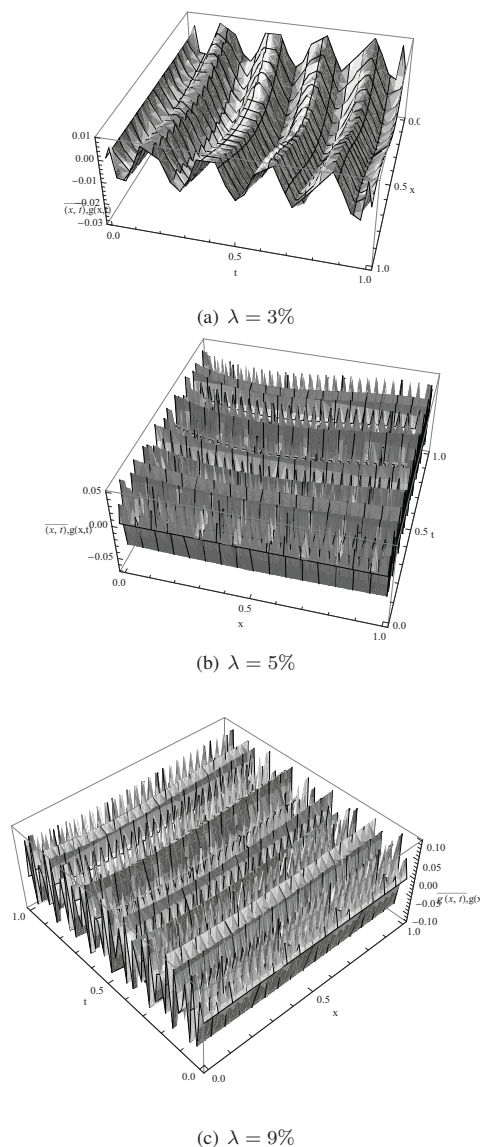 0.01
0.00
−0.01
−0.02
−0.03
(x, t),g(x,t)
0.0
0.5
t
1.0
0.5 x
1.0
(a) λ = 3%
0.05
0.00
−0.05
(x, t),g(x,t)
0.0
0.5
x
1.0
0.0
0.5 t
1.0
(b) λ = 5%
1.0
0.5
t
0.0
0.0
0.5
x
1.0
0.10
0.05
0.00
−0.05
−0.10
g(x, t),g(x
(c) λ = 9%